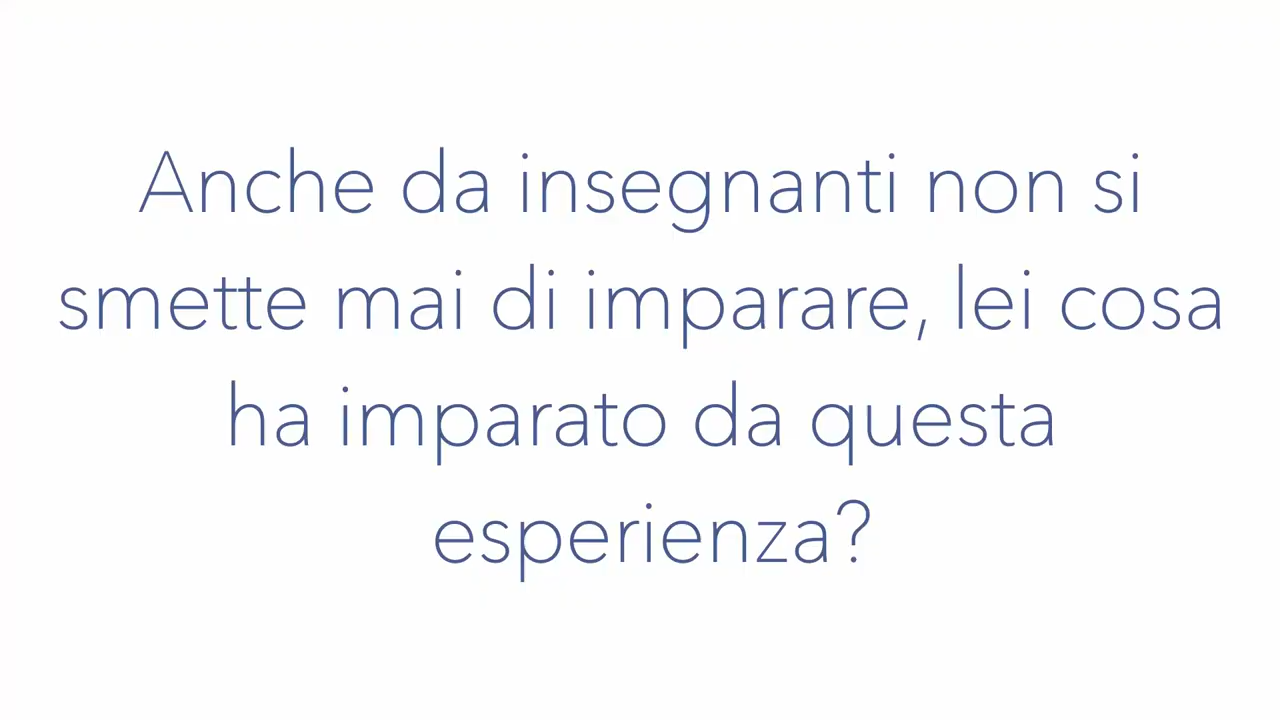 Anche da insegnanti non si
smette mai di imparare, lei cosa
ha imparato da questa
esperienza?